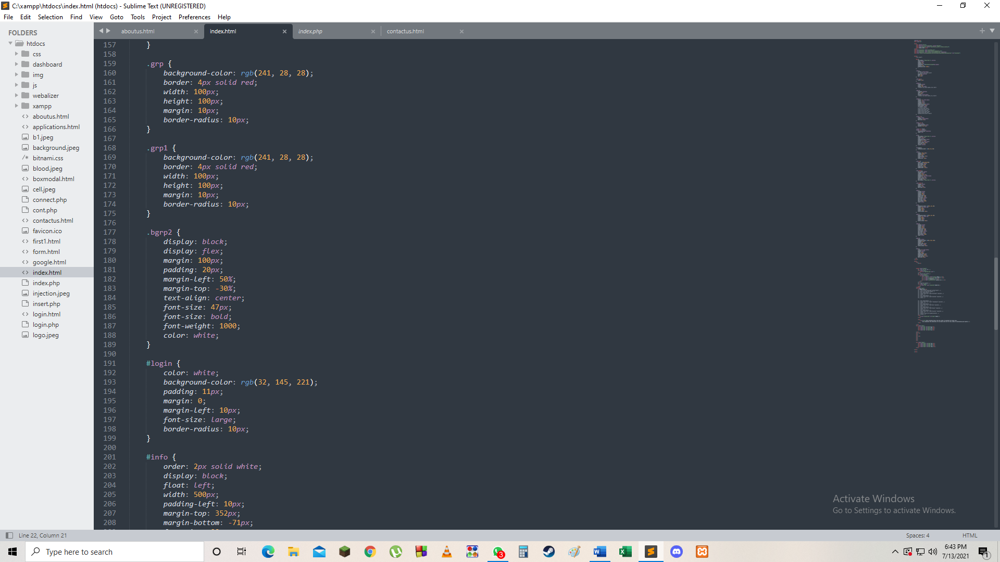 C:\xampp\htdocs\index.html (htdocs) - Sublime Text (UNREGISTERED)
File Edit Selection Find View Goto Tools Project Preferences Help
FOLDERS
htdocs
css
dashboard
img
js
webalizer
xampp
aboutus.html
applications.html
b1.jpeg
background.jpeg
bitnami.css
blood.jpeg
boxmodal.html
cell.jpeg
connect.php
cont.php
contactus.html
favicon.ico
first1.html
form.html
google.html
index.html
index.php
injection.jpeg
insert.php
login.html
login.php
logo.jpeg
aboutus.html index.html index.php contactus.html
157 }
158
159 .grp {
160 background-color: rgb(241, 28, 28);
161 border: 4px solid red;
162 width: 100px;
163 height: 100px;
164 margin: 10px;
165 border-radius: 10px;
166 }
167
168 .grp1 {
169 background-color: rgb(241, 28, 28);
170 border: 4px solid red;
171 width: 100px;
172 height: 100px;
173 margin: 10px;
174 border-radius: 10px;
175 }
176
177 .bgrp2 {
178 display: block;
179 display: flex;
180 margin: 100px;
181 padding: 20px;
182 margin-left: 50%;
183 margin-top: -30%;
184 text-align: center;
185 font-size: 47px;
186 font-size: bold;
187 font-weight: 1000;
188 color: white;
189 }
190
191 #login {
192 color: white;
193 background-color: rgb(32, 145, 221);
194 padding: 11px;
195 margin: 0;
196 margin-left: 10px;
197 font-size: large;
198 border-radius: 10px;
199 }
200
201 #info {
202 order: 2px solid white;
203 display: block;
204 float: left;
205 width: 500px;
206 padding-left: 10px;
207 margin-top: 352px;
208 margin-bottom: -71px;
Activate Windows
Go to Settings to activate Windows.
Line 22, Column 21
Spaces: 4 HTML
Type here to search
3
6:43 PM
7/13/2021
1